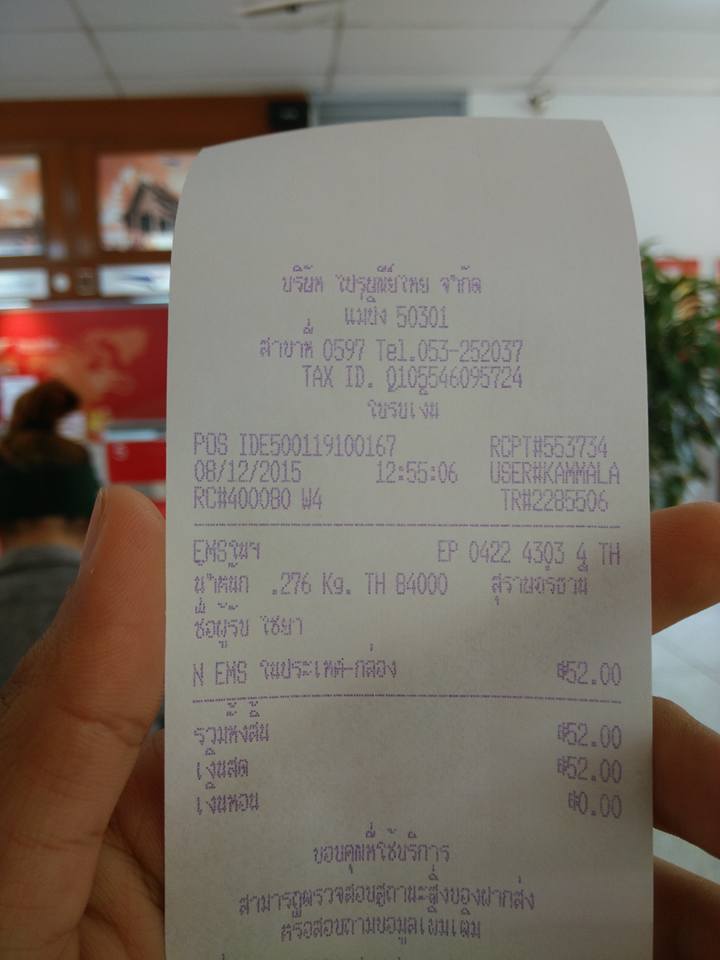 บริษัท ไปรษณีย์ไทย จำกัด
แม่ปิง 50301
สาขาที่ 0597 Tel.053-252037
TAX ID. 0105546095724
ใบรับเงิน
POS IDE500119100167 RCPT#553734
08/12/2015 12:55:06 USER#KAMMALA
RC#400080 W4 TR#2285506
EMSในฯ EP 0422 4303 4 TH
น้ำหนัก .276 Kg. TH 84000 สุราษฎร์ธานี
ชื่อผู้รับ ไชยา
N EMS ในประเทศ-กล่อง ฿52.00
รวมทั้งสิ้น ฿52.00
เงินสด ฿52.00
เงินทอน ฿0.00
ขอบคุณที่ใช้บริการ
สามารถตรวจสอบสถานะสิ่งของฝากส่ง
หรือสอบถามข้อมูลเพิ่มเติม